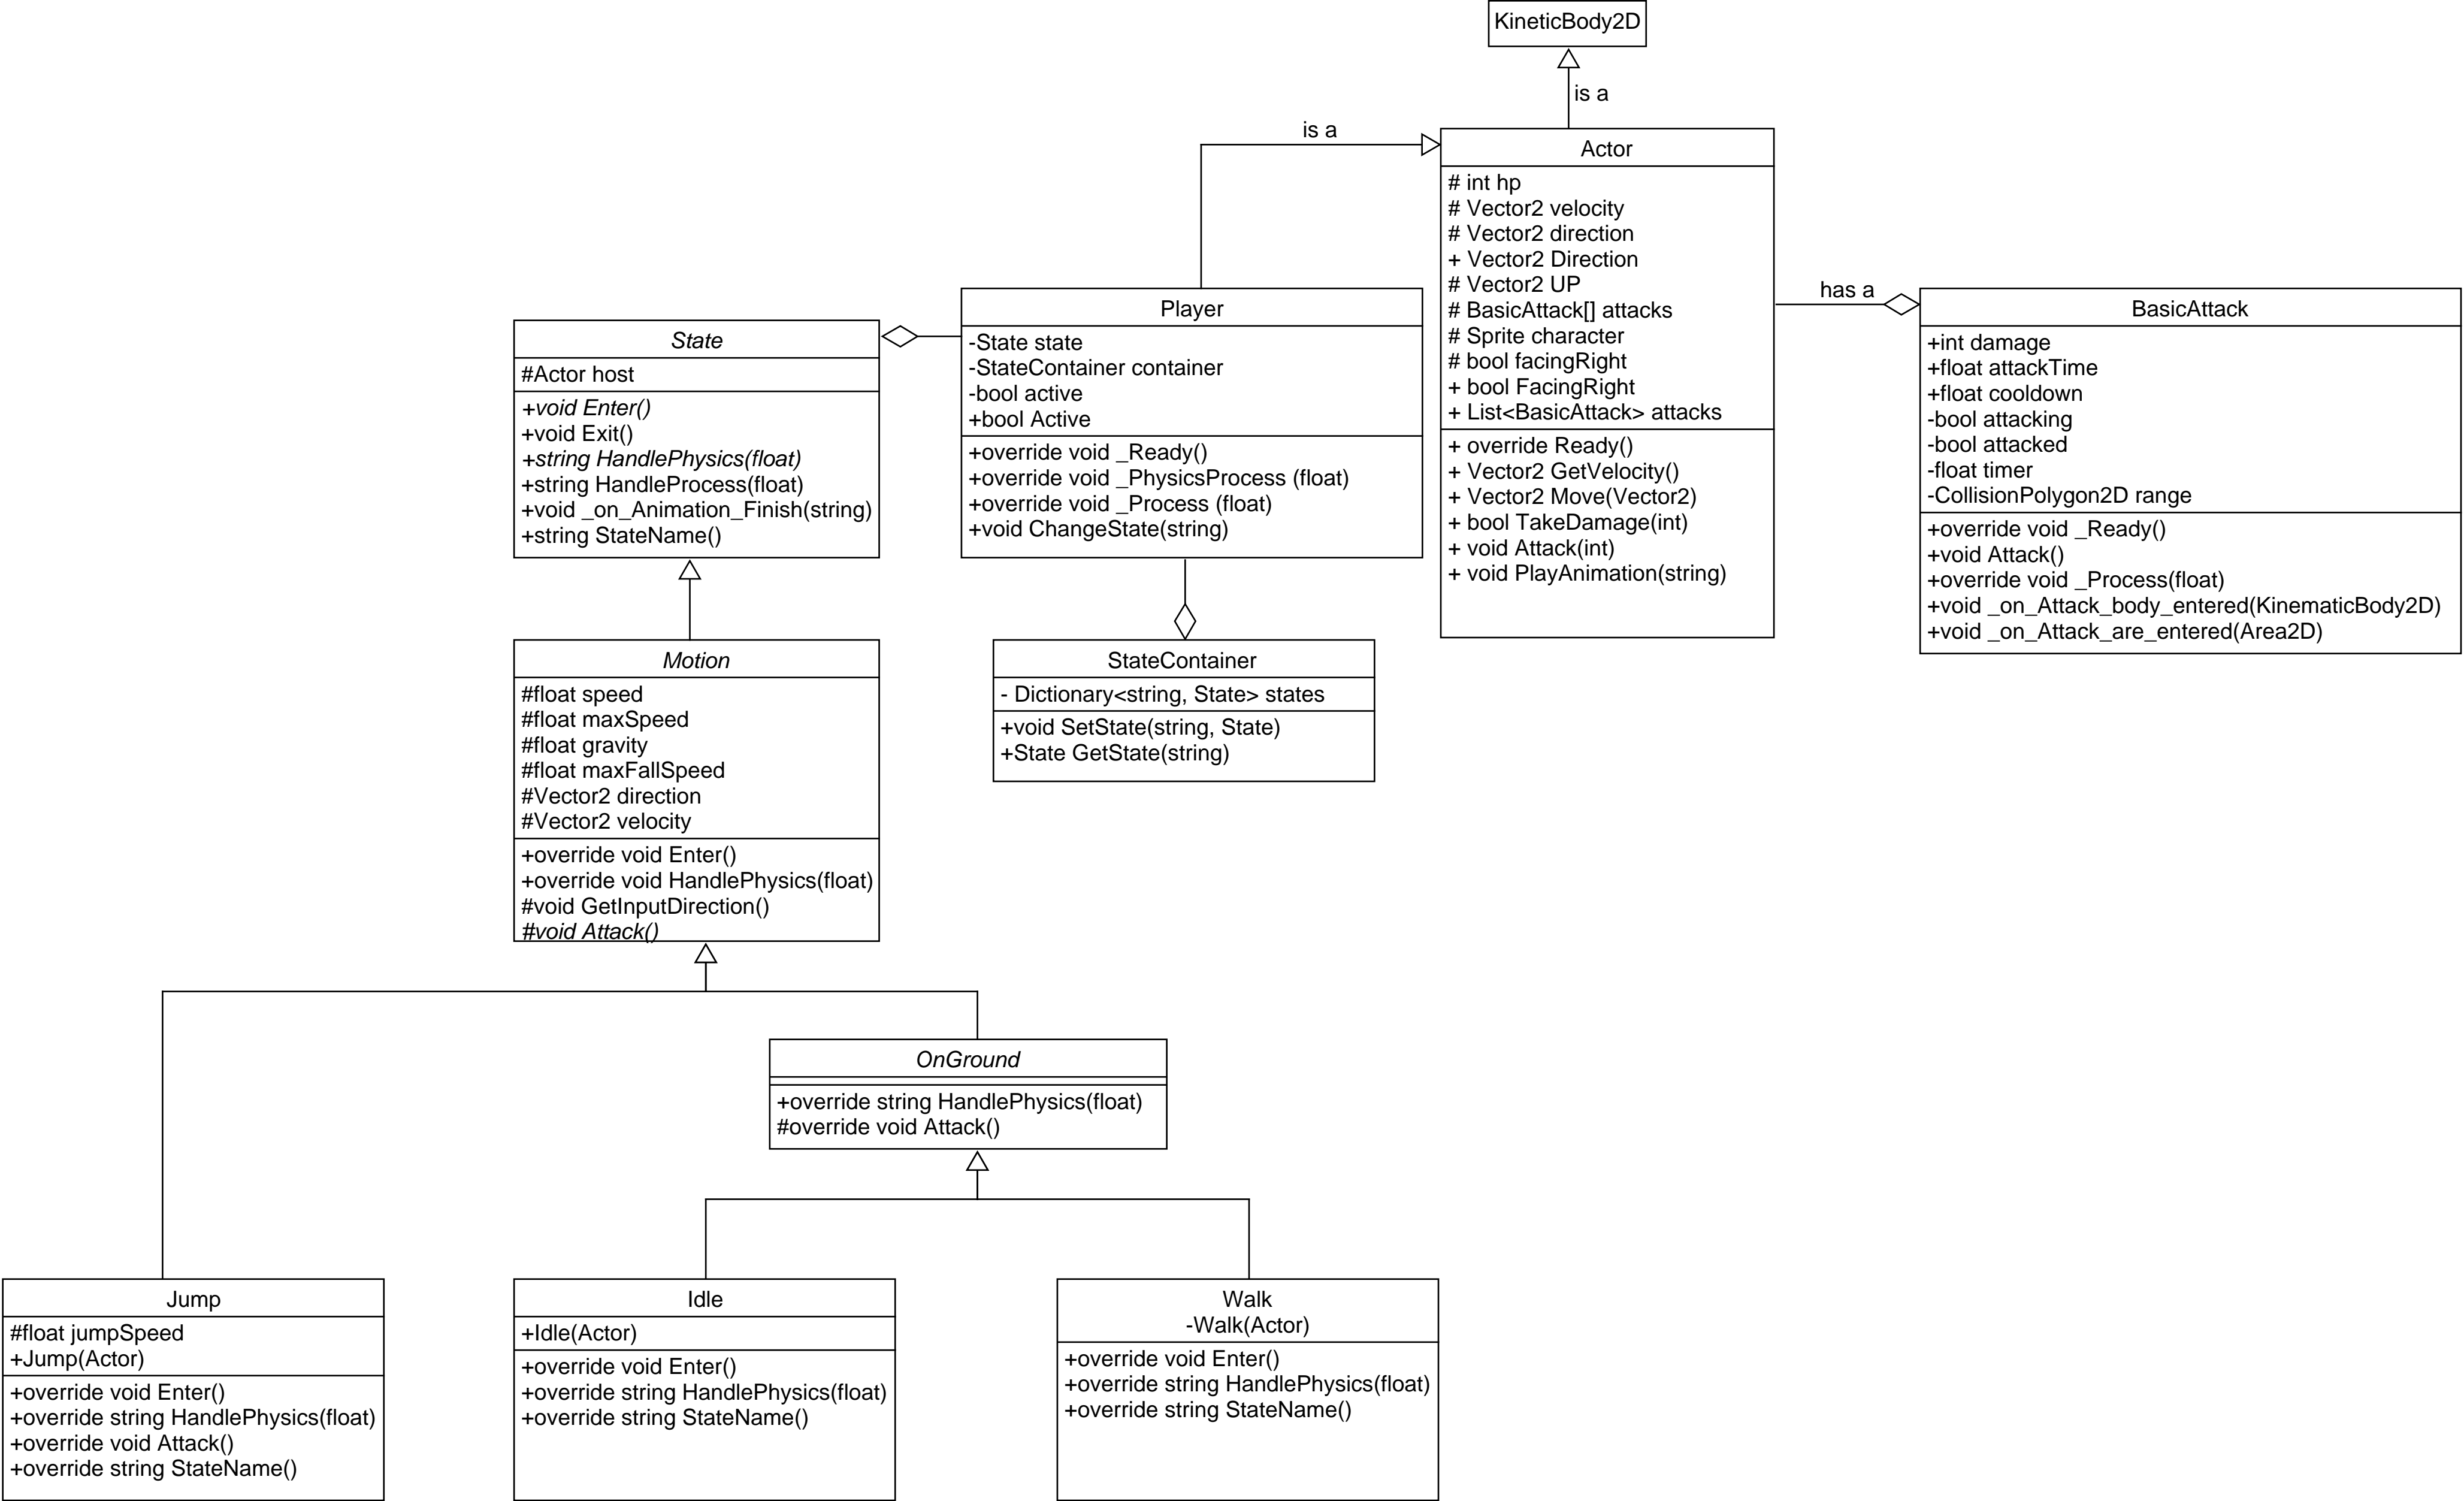 KineticBody2D
is a
is a
Actor
# int hp
# Vector2 velocity
# Vector2 direction
+ Vector2 Direction
# Vector2 UP
# BasicAttack[] attacks
# Sprite character
# bool facingRight
+ bool FacingRight
+ List<BasicAttack> attacks
+ override Ready()
+ Vector2 GetVelocity()
+ Vector2 Move(Vector2)
+ bool TakeDamage(int)
+ void Attack(int)
+ void PlayAnimation(string)
has a
BasicAttack
+int damage
+float attackTime
+float cooldown
-bool attacking
-bool attacked
-float timer
-CollisionPolygon2D range
+override void _Ready()
+void Attack()
+override void _Process(float)
+void _on_Attack_body_entered(KinematicBody2D)
+void _on_Attack_are_entered(Area2D)
Player
-State state
-StateContainer container
-bool active
+bool Active
+override void _Ready()
+override void _PhysicsProcess (float)
+override void _Process (float)
+void ChangeState(string)
State
#Actor host
+void Enter()
+void Exit()
+string HandlePhysics(float)
+string HandleProcess(float)
+void _on_Animation_Finish(string)
+string StateName()
StateContainer
- Dictionary<string, State> states
+void SetState(string, State)
+State GetState(string)
Motion
#float speed
#float maxSpeed
#float gravity
#float maxFallSpeed
#Vector2 direction
#Vector2 velocity
+override void Enter()
+override void HandlePhysics(float)
#void GetInputDirection()
#void Attack()
OnGround
+override string HandlePhysics(float)
#override void Attack()
Jump
#float jumpSpeed
+Jump(Actor)
+override void Enter()
+override string HandlePhysics(float)
+override void Attack()
+override string StateName()
Idle
+Idle(Actor)
+override void Enter()
+override string HandlePhysics(float)
+override string StateName()
Walk
-Walk(Actor)
+override void Enter()
+override string HandlePhysics(float)
+override string StateName()